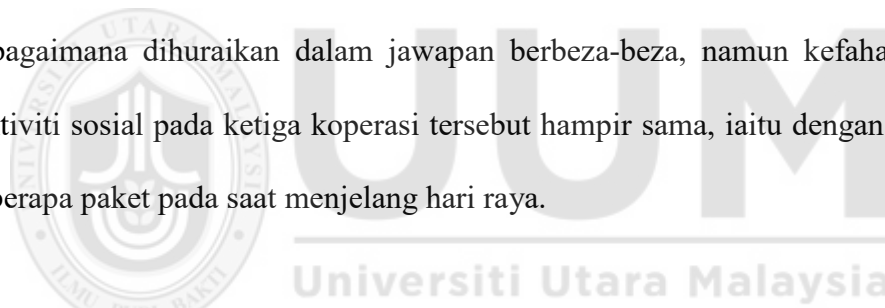 bagaimana dihuraikan dalam jawapan berbeza-beza, namun kefaha
tiviti sosial pada ketiga koperasi tersebut hampir sama, iaitu dengan
berapa paket pada saat menjelang hari raya.
UUM
Universiti Utara Malaysia